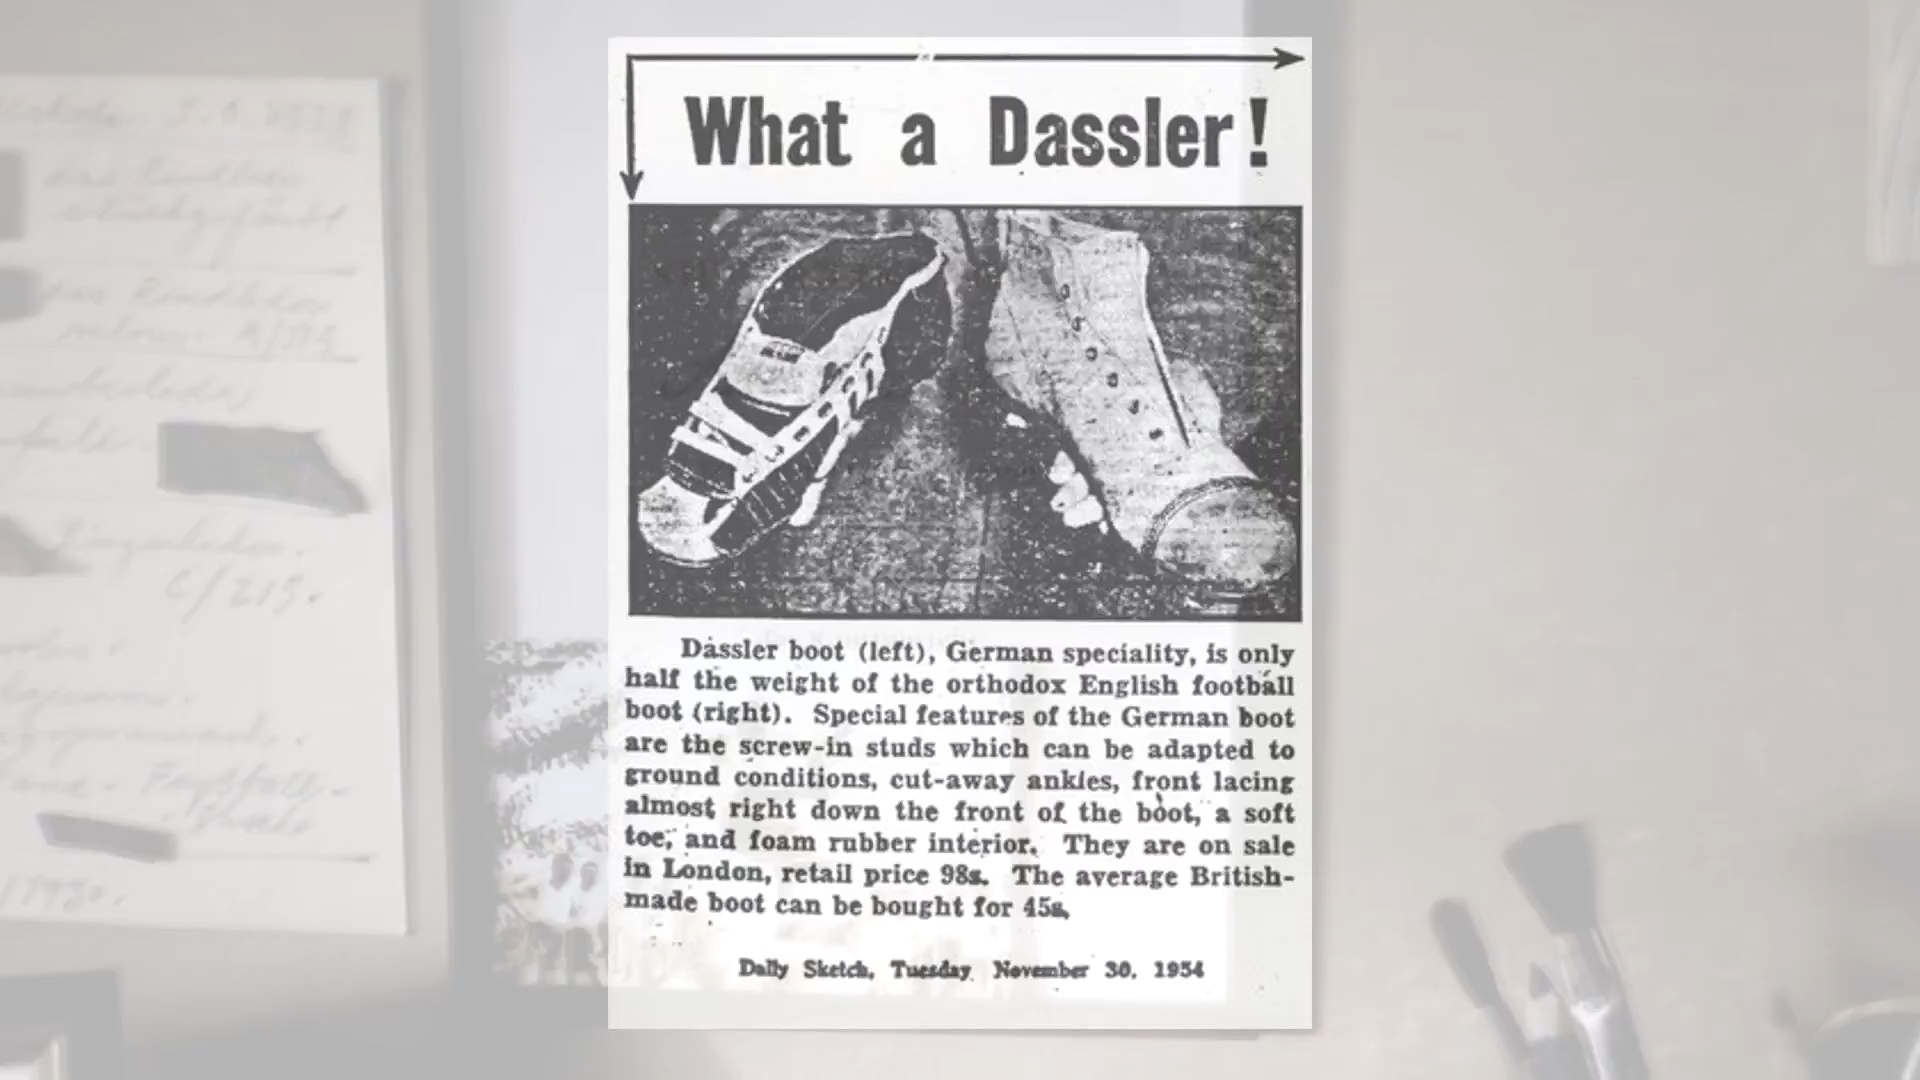 What a Dassler!
Dassler boot (left), German speciality, is only
half the weight of the orthodox English football
boot (right). Special features of the German boot
are the screw-in studs which can be adapted to
ground conditions, cut-away ankles, front lacing
almost right down the front of the boot, a soft
toe, and foam rubber interior. They are on sale
in London, retail price 98s. The average British-
made boot can be bought for 45s.
Daily Sketch, Tuesday November 30, 1954
C/215.